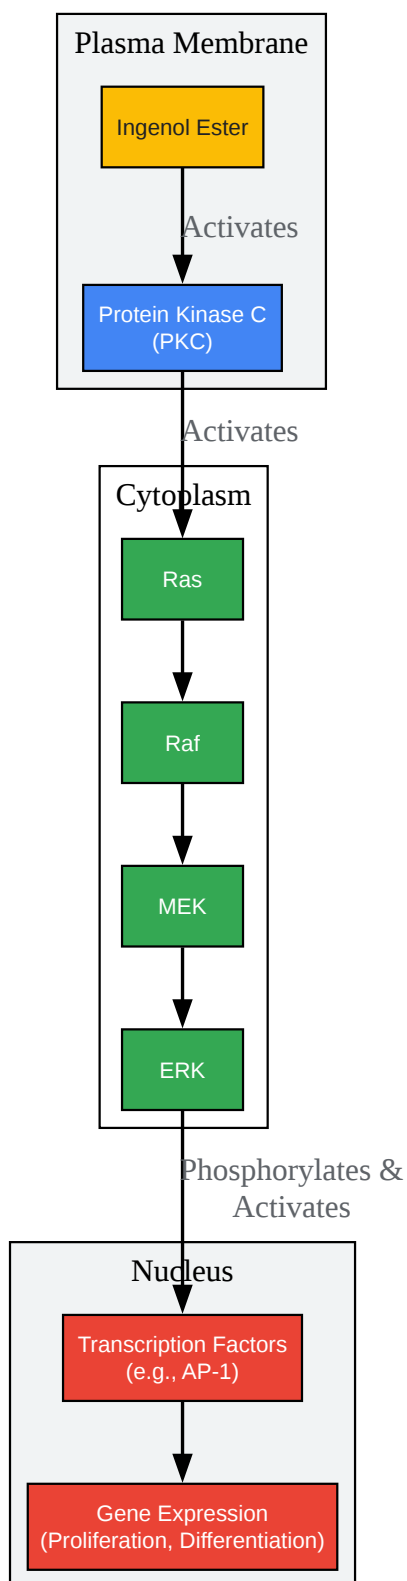 Plasma Membrane
Ingenol Ester
Activates
Protein Kinase C
(PKC)
Activates
Cytoplasm
Ras
Raf
MEK
ERK
Phosphorylates &
Activates
Nucleus
Transcription Factors
(e.g., AP-1)
Gene Expression
(Proliferation, Differentiation)